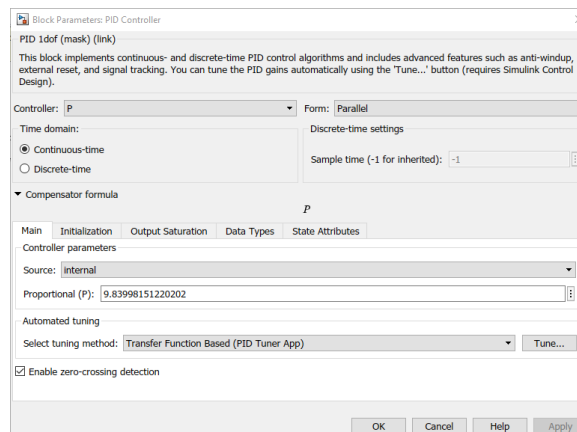 Block Parameters: PID Controller
PID 1dof (mask) (link)
This block implements continuous- and discrete-time PID control algorithms and includes advanced features such as anti-windup,
external reset, and signal tracking. You can tune the PID gains automatically using the 'Tune...' button (requires Simulink Control
Design).
Controller: P Form: Parallel
Time domain: Discrete-time settings
Continuous-time
Sample time (-1 for inherited): -1
Discrete-time
Compensator formula
P
Main Initialization Output Saturation Data Types State Attributes
Controller parameters
Source: internal
Proportional (P): 9.83998151220202
Automated tuning
Select tuning method: Transfer Function Based (PID Tuner App) Tune...
Enable zero-crossing detection
OK Cancel Help Apply